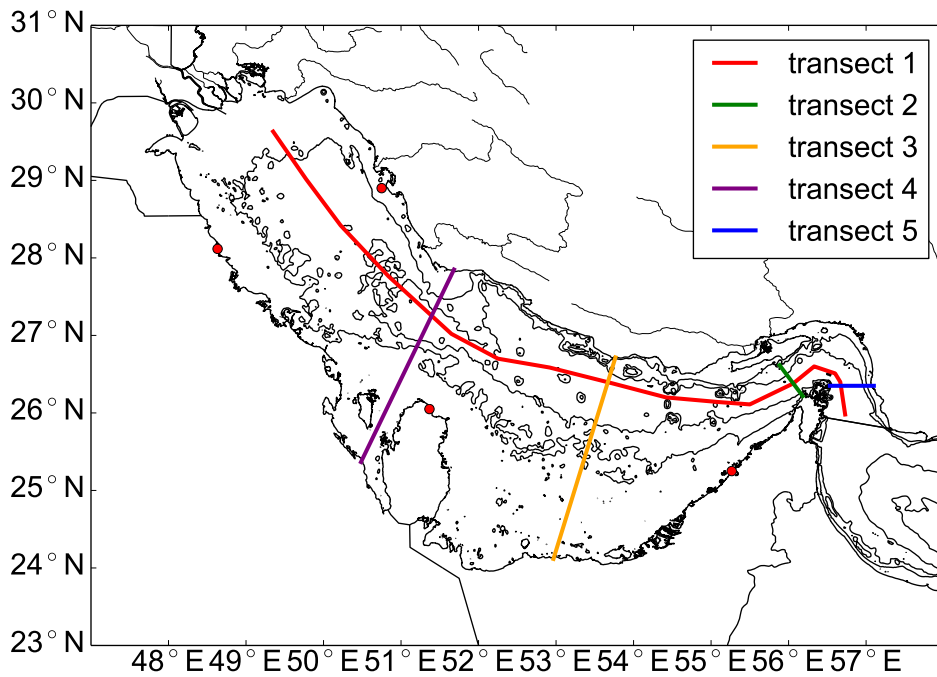 31° N
30° N
29° N
28° N
27° N
26° N
25° N
24° N
23° N
48° E 49° E 50° E 51° E 52° E 53° E 54° E 55° E 56° E 57° E
transect 1
transect 2
transect 3
transect 4
transect 5